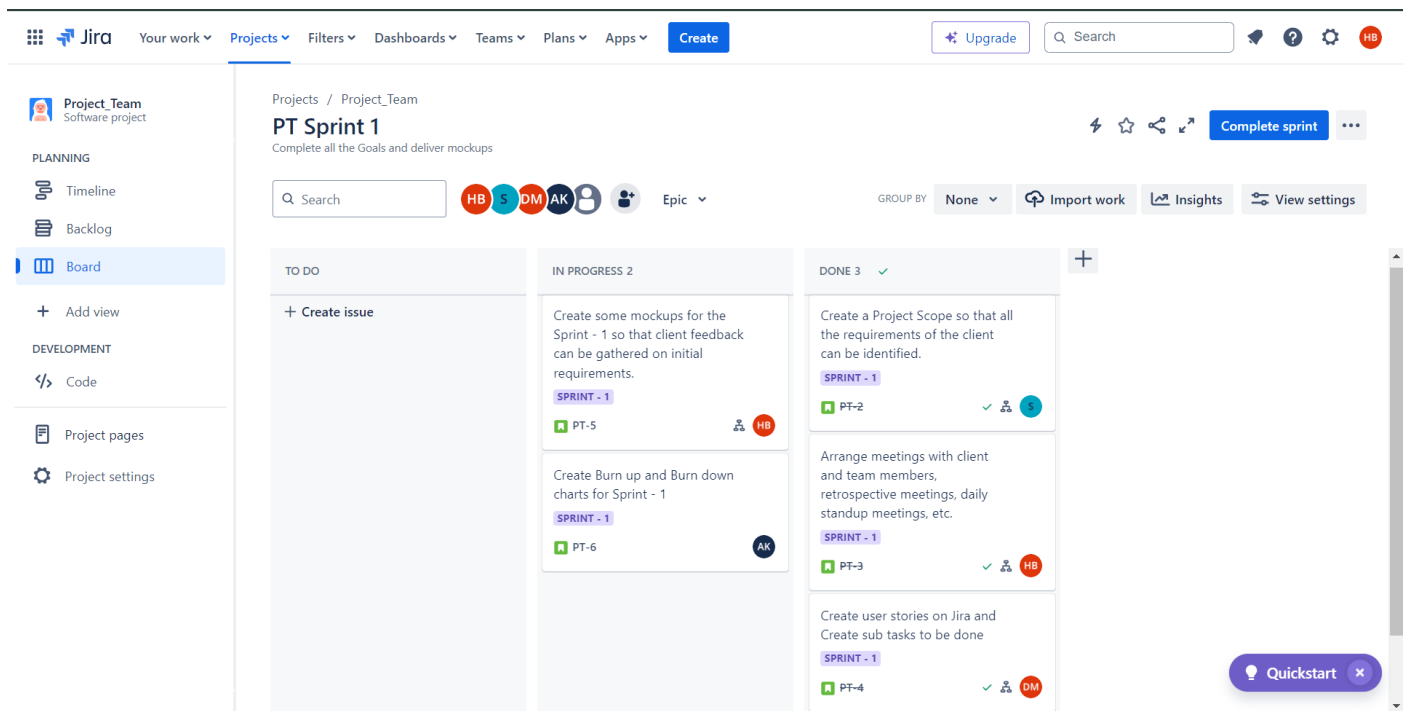 Jira Your work Projects Filters Dashboards Teams Plans Apps Create Upgrade Search HB
Project_Team
Software project
PLANNING
Timeline
Backlog
Board
Add view
DEVELOPMENT
Code
Project pages
Project settings
Projects / Project_Team
PT Sprint 1
Complete all the Goals and deliver mockups
Complete sprint
Search HB S DM AK Epic GROUP BY None Import work Insights View settings
TO DO
+ Create issue
IN PROGRESS 2
Create some mockups for the
Sprint - 1 so that client feedback
can be gathered on initial
requirements.
SPRINT - 1
PT-5 HB
Create Burn up and Burn down
charts for Sprint - 1
SPRINT - 1
PT-6 AK
DONE 3
Create a Project Scope so that all
the requirements of the client
can be identified.
SPRINT - 1
PT-2 S
Arrange meetings with client
and team members,
retrospective meetings, daily
standup meetings, etc.
SPRINT - 1
PT-3 HB
Create user stories on Jira and
Create sub tasks to be done
SPRINT - 1
PT-4 DM
Quickstart